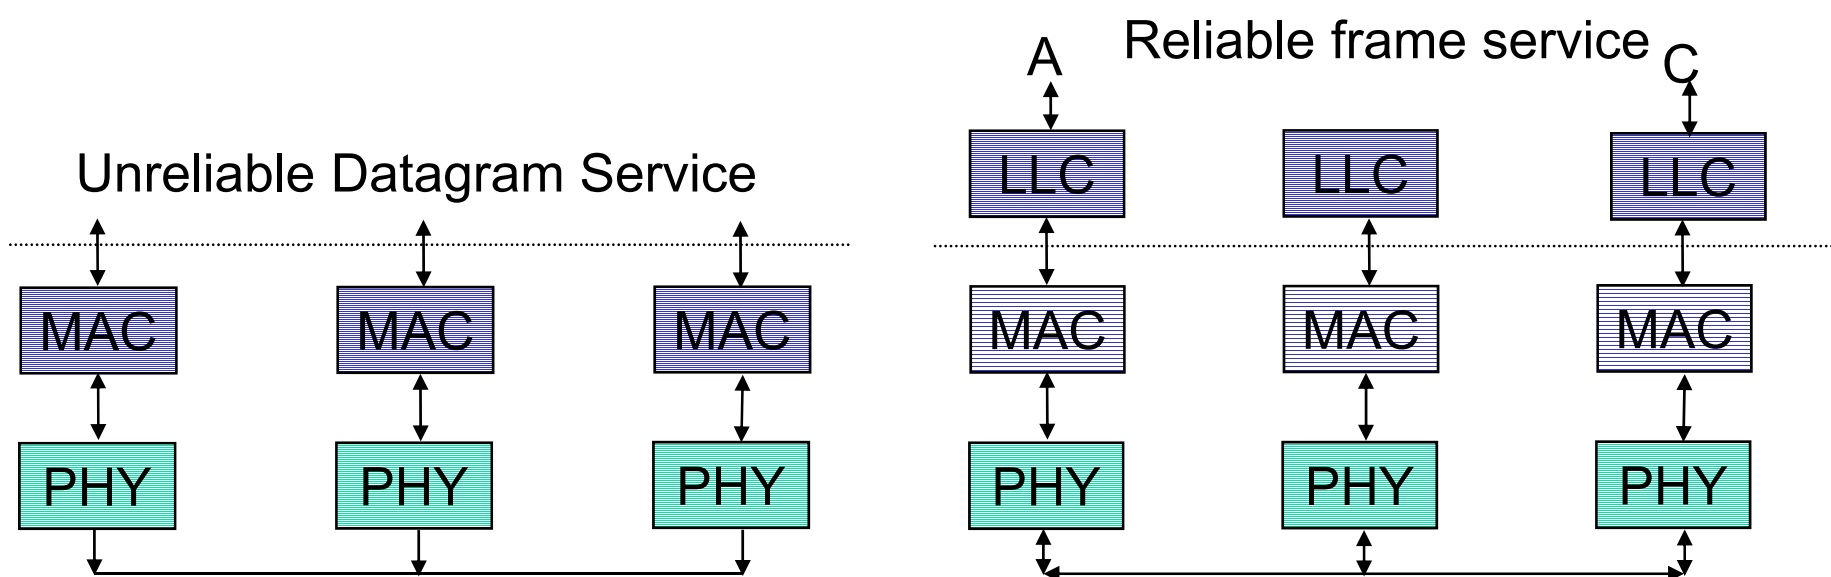 Unreliable Datagram Service
MAC MAC MAC
PHY PHY PHY
Reliable frame service
A C
LLC LLC LLC
MAC MAC MAC
PHY PHY PHY